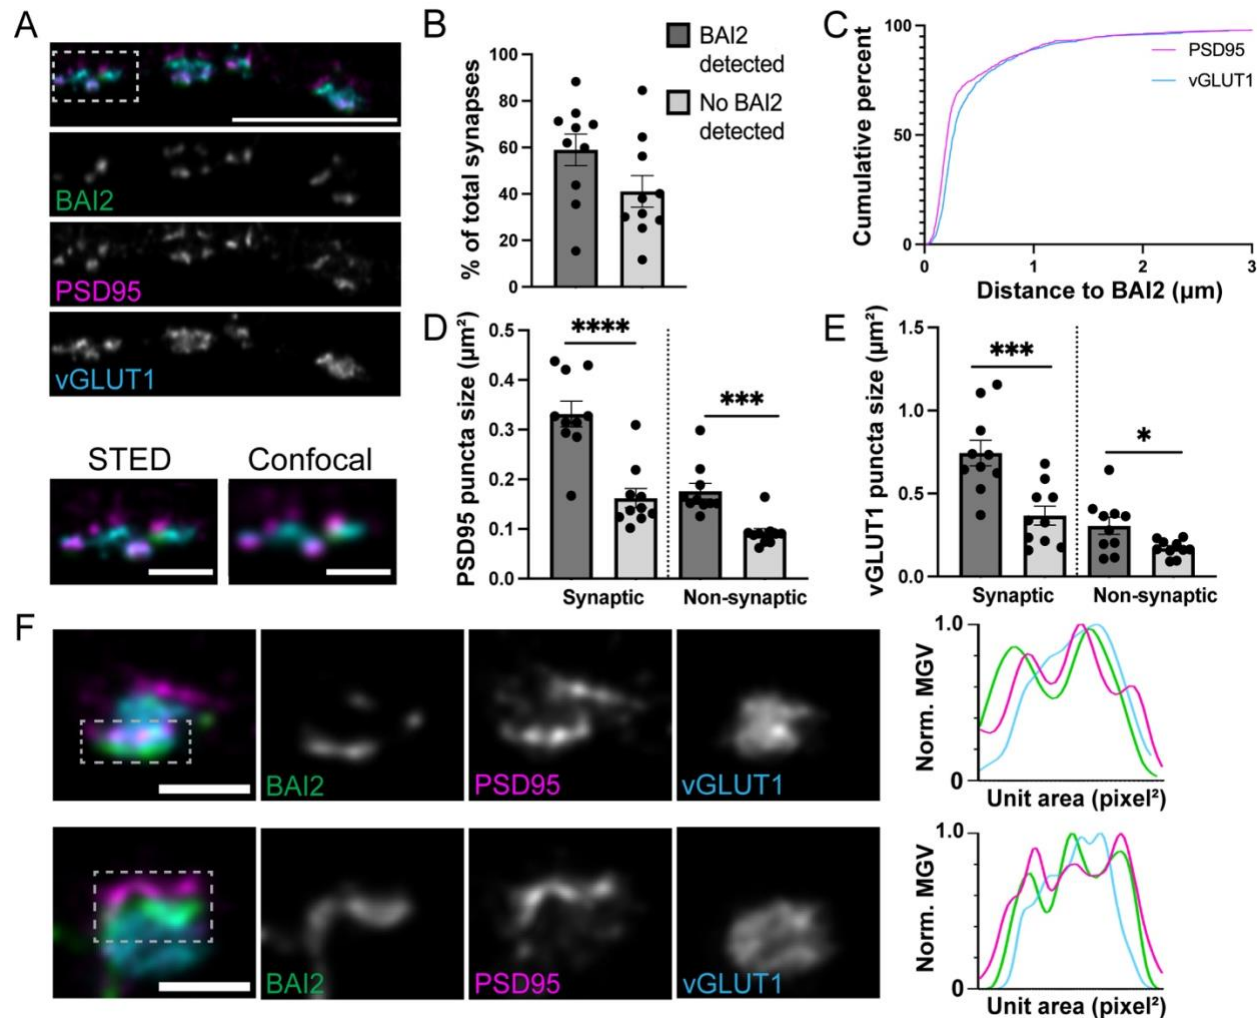 A
BAI2
PSD95
vGLUT1
STED
Confocal
B
% of total synapses
100
80
60
40
20
0
BAI2
detected
No BAI2
detected
C
Cumulative percent
100
50
0
0
1
2
3
Distance to BAI2 (µm)
PSD95
vGLUT1
D
PSD95 puncta size (µm²)
0.5
0.4
0.3
0.2
0.1
0.0
****
***
Synaptic
Non-synaptic
E
vGLUT1 puncta size (µm²)
1.5
1.0
0.5
0.0
***
*
Synaptic
Non-synaptic
F
BAI2
PSD95
vGLUT1
Norm. MGV
1.0
0
Unit area (pixel²)
BAI2
PSD95
vGLUT1
Norm. MGV
1.0
0
Unit area (pixel²)